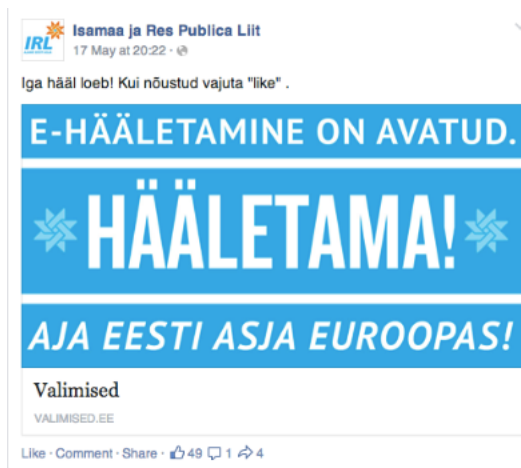 IRL
Isamaa ja Res Publica Liit
17 May at 20:22 ·
Iga hääl loeb! Kui nõustud vajuta "like" .
E-HÄÄLETAMINE ON AVATUD.
HÄÄLETAMA!
AJA EESTI ASJA EUROOPAS!
Valimised
VALIMISED.EE
Like · Comment · Share · 49 1 4